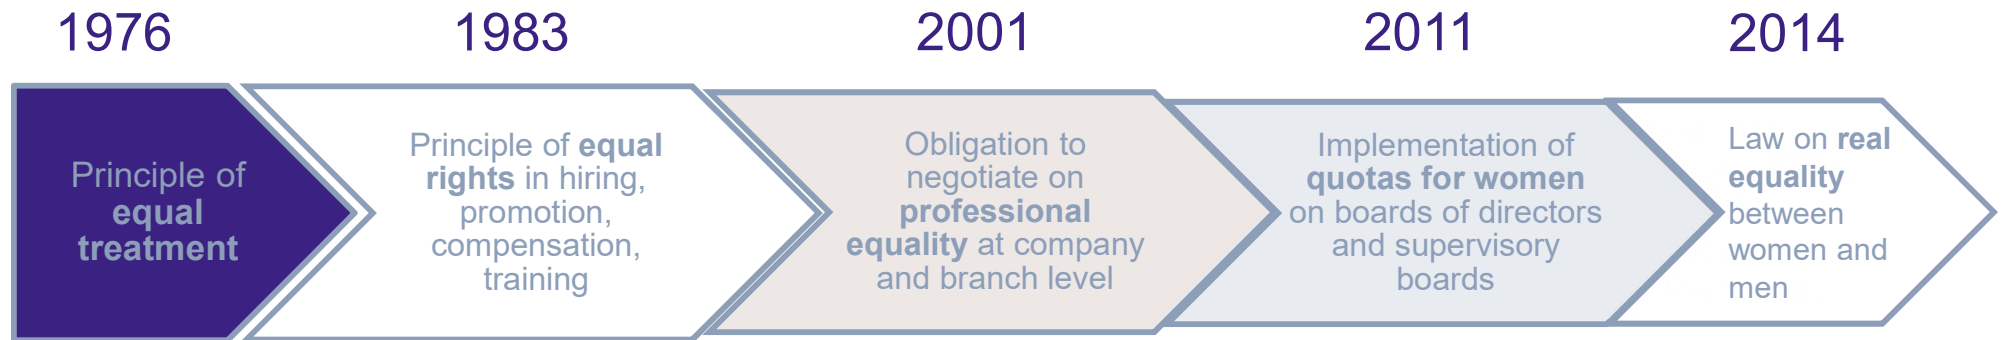 1976
1983
2001
2011
2014
Principle of
equal
treatment
Principle of equal
rights in hiring,
promotion,
compensation,
training
Obligation to
negotiate on
professional
equality at company
and branch level
Implementation of
quotas for women
on boards of directors
and supervisory
boards
Law on real
equality
between
women and
men